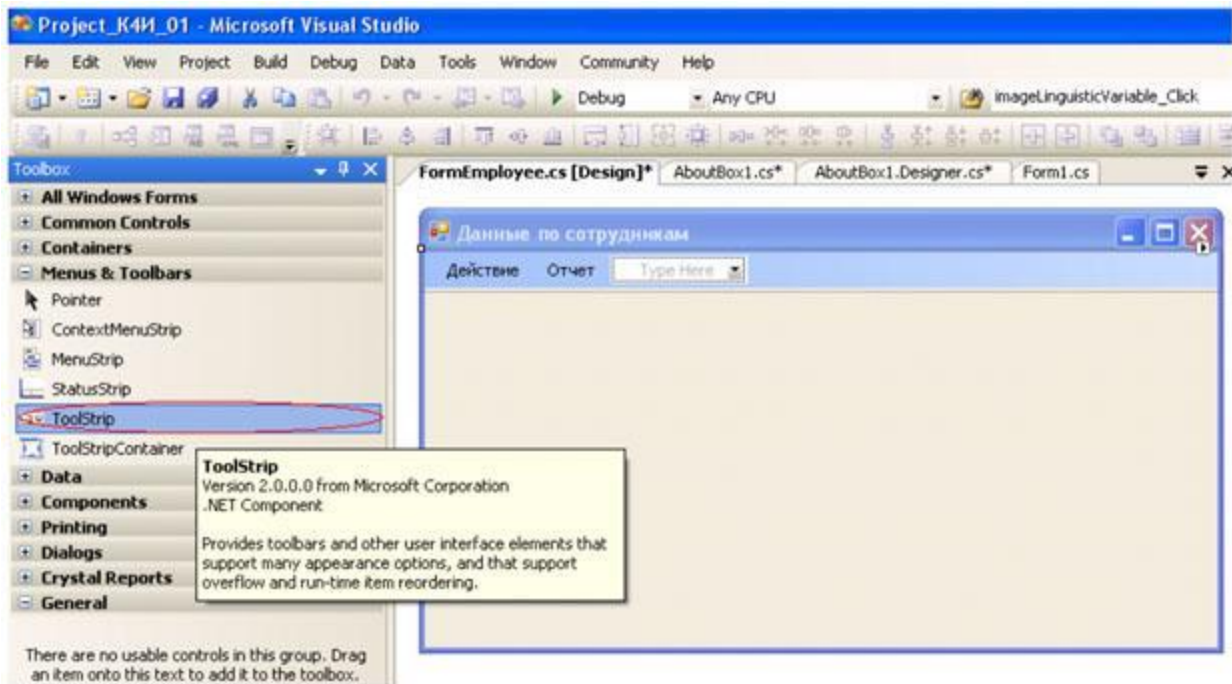 Project_К4И_01 - Microsoft Visual Studio
File Edit View Project Build Debug Data Tools Window Community Help
Debug Any CPU imageLinguisticVariable_Click
Toolbox
FormEmployee.cs [Design]* AboutBox1.cs* AboutBox1.Designer.cs* Form1.cs
All Windows Forms
Common Controls
Containers
Menus & Toolbars
Pointer
ContextMenuStrip
MenuStrip
StatusStrip
ToolStrip
ToolStripContainer
Data
Components
Printing
Dialogs
Crystal Reports
General
There are no usable controls in this group. Drag
an item onto this text to add it to the toolbox.
ToolStrip
Version 2.0.0.0 from Microsoft Corporation
.NET Component
Provides toolbars and other user interface elements that
support many appearance options, and that support
overflow and run-time item reordering.
Данные по сотрудникам
Действие Отчет Type Here